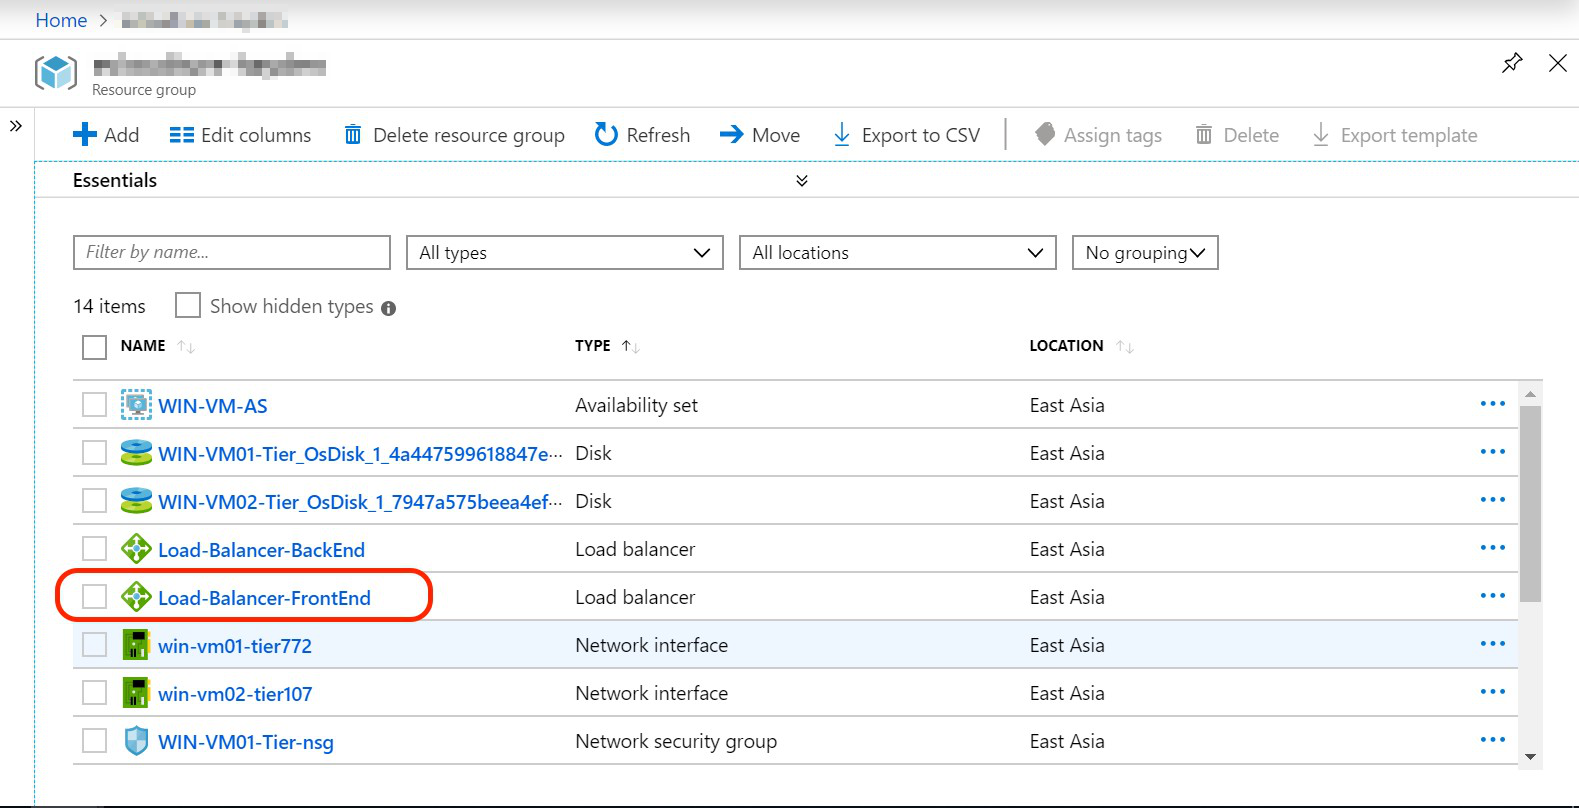 Home >
Resource group
» Add Edit columns Delete resource group Refresh Move Export to CSV Assign tags Delete Export template
Essentials
Filter by name... All types All locations No grouping
14 items Show hidden types
NAME TYPE LOCATION
WIN-VM-AS Availability set East Asia ...
WIN-VM01-Tier_OsDisk_1_4a447599618847e... Disk East Asia ...
WIN-VM02-Tier_OsDisk_1_7947a575beea4ef... Disk East Asia ...
Load-Balancer-BackEnd Load balancer East Asia ...
Load-Balancer-FrontEnd Load balancer East Asia ...
win-vm01-tier772 Network interface East Asia ...
win-vm02-tier107 Network interface East Asia ...
WIN-VM01-Tier-nsg Network security group East Asia ...